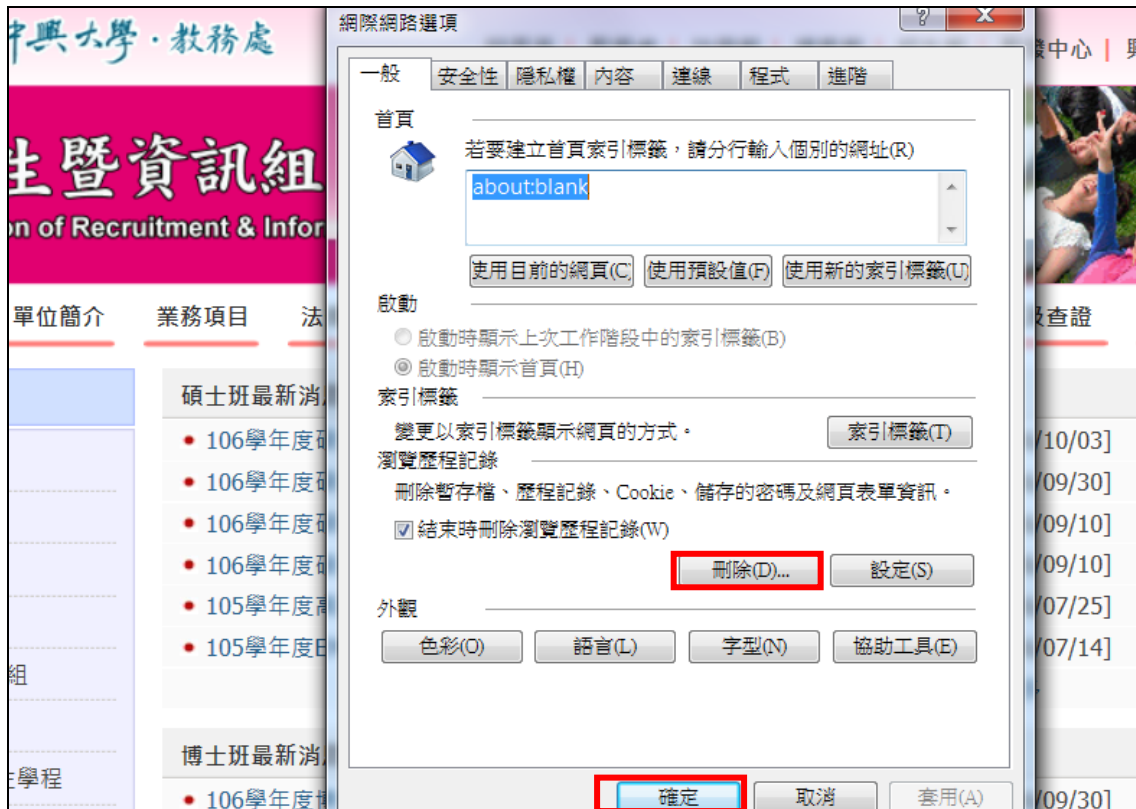 中興大學・教務處
發中心 | 興
生暨資訊組
on of Recruitment & Infor
單位簡介 業務項目 法
及查證
碩士班最新消
106學年度碩
[/10/03]
106學年度碩
/09/30]
106學年度碩
/09/10]
106學年度碩
/09/10]
105學年度
/07/25]
105學年度
/07/14]
組
學程
博士班最新消
106學年度博
/09/30]
網際網路選項
一般 安全性 隱私權 內容 連線 程式 進階
首頁
若要建立首頁索引標籤，請分行輸入個別的網址(R)
about:blank
使用目前的網頁(C) 使用預設值(F) 使用新的索引標籤(U)
啟動
啟動時顯示上次工作階段中的索引標籤(B)
啟動時顯示首頁(H)
索引標籤
變更以索引標籤顯示網頁的方式。 索引標籤(T)
瀏覽歷程記錄
刪除暫存檔、歷程記錄、Cookie、儲存的密碼及網頁表單資訊。
結束時刪除瀏覽歷程記錄(W)
刪除(D)... 設定(S)
外觀
色彩(O) 語言(L) 字型(N) 協助工具(E)
確定 取消 套用(A)